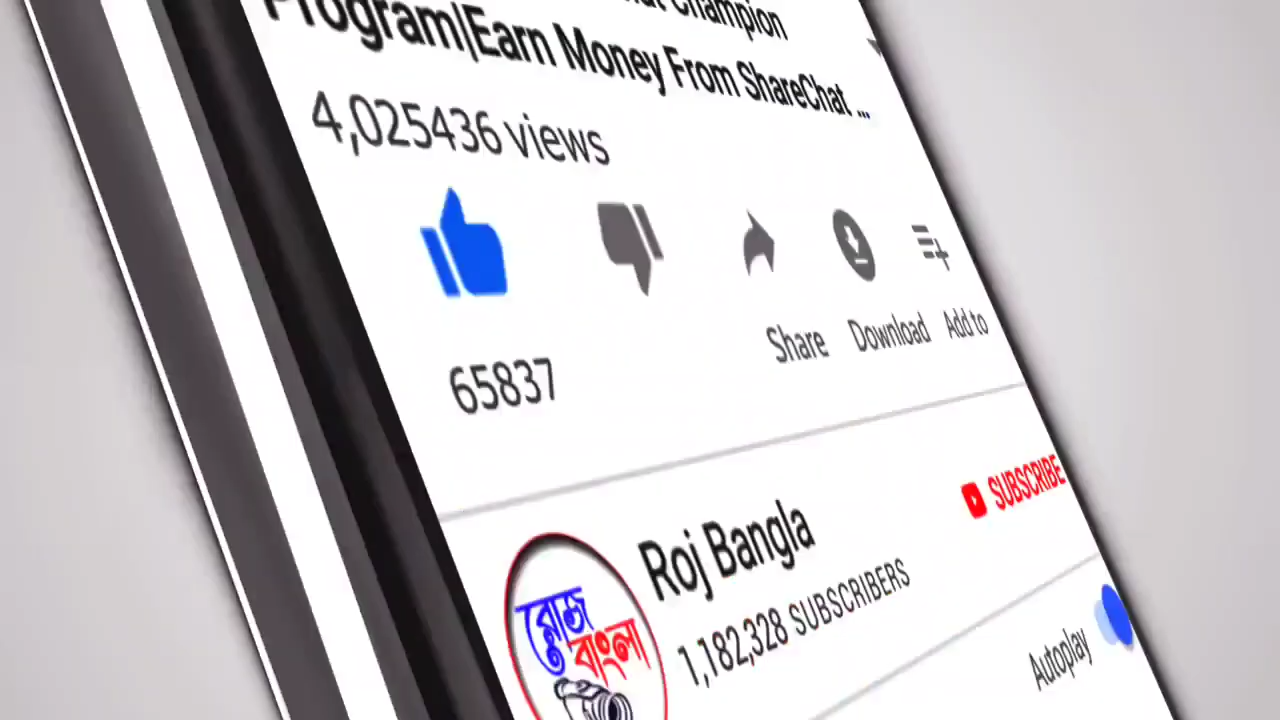 Champion
Program|Earn Money From ShareChat ...
4,025436 views
65837
Share Download Add to
Roj Bangla
SUBSCRIBE
1,182,328 SUBSCRIBERS
রোজ
বাংলা
Autoplay